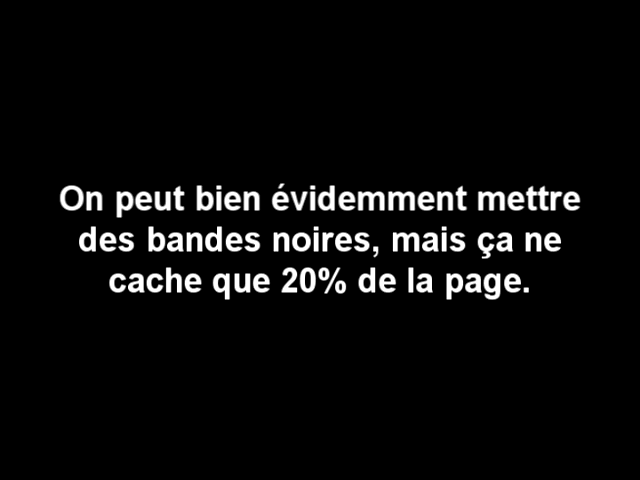 On peut bien évidemment mettre
des bandes noires, mais ça ne
cache que 20% de la page.